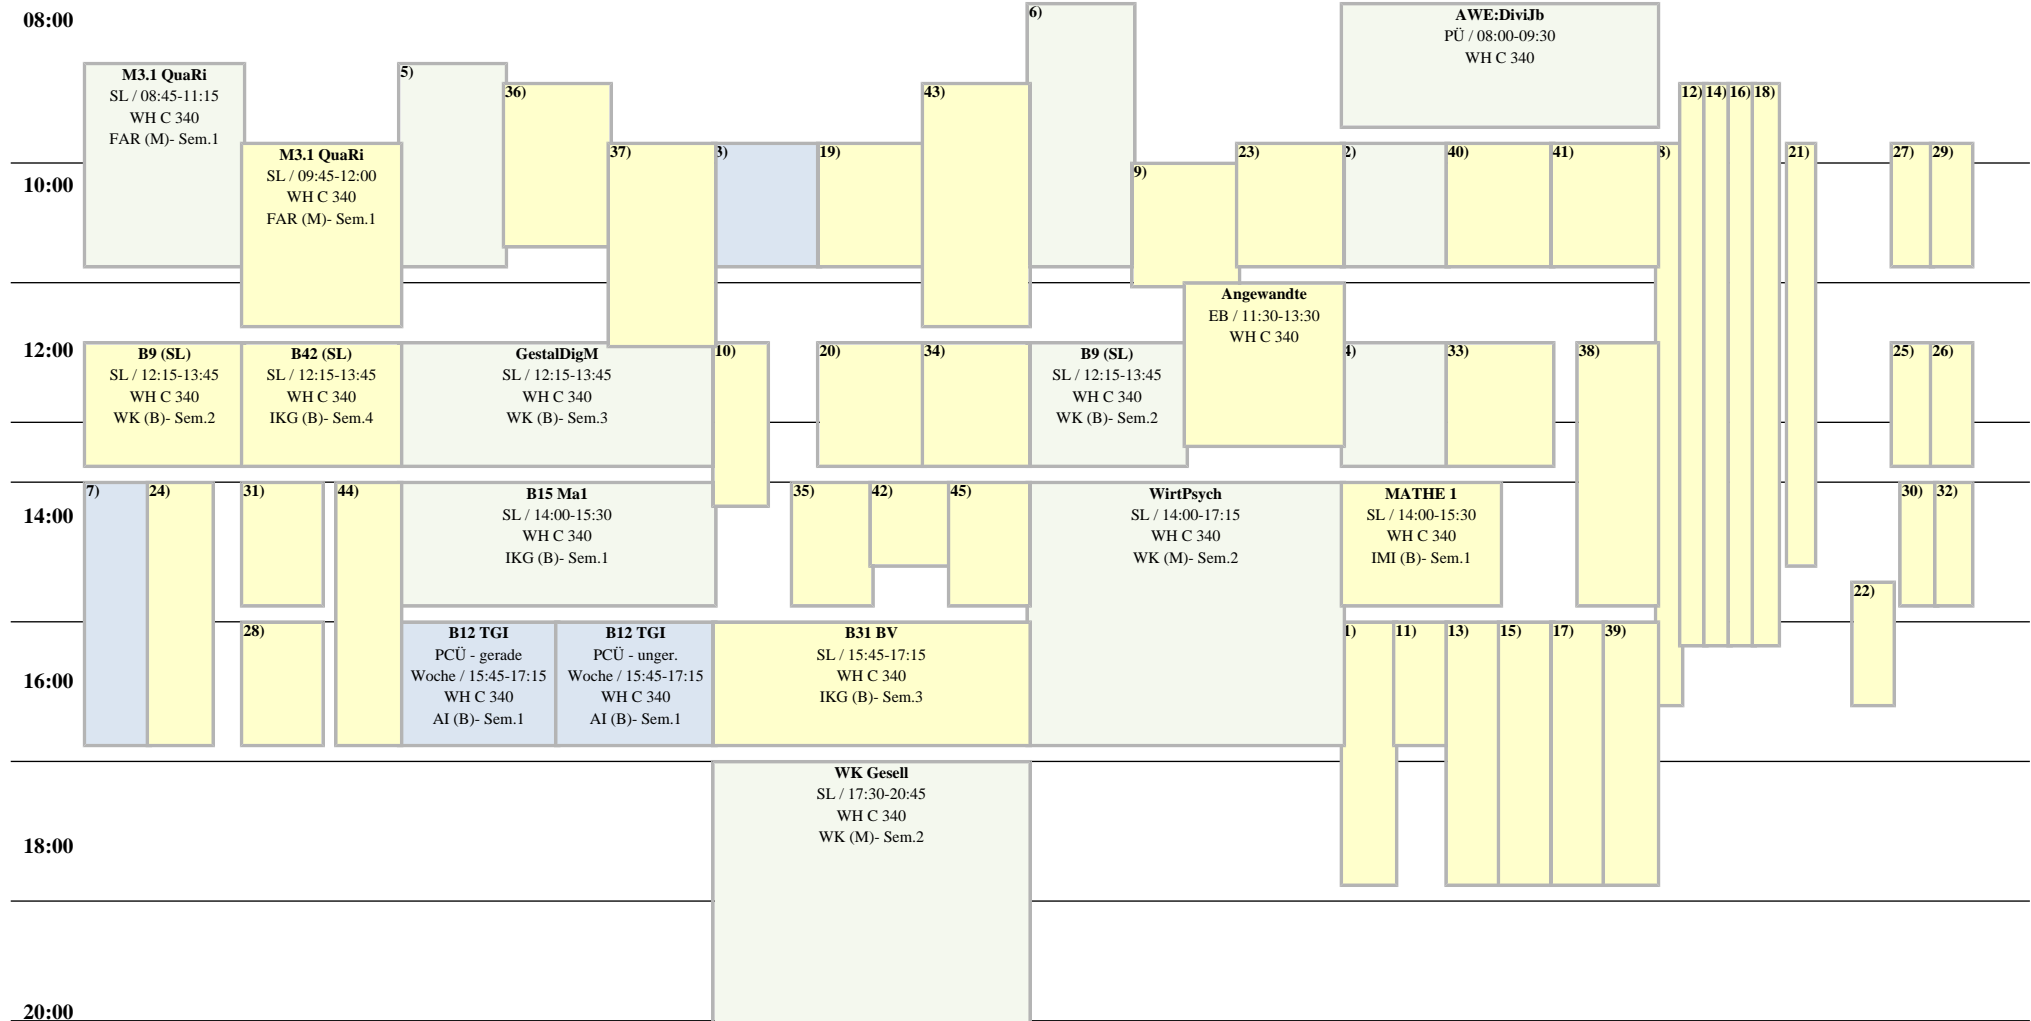 08:00
6)
AWE:DiviJb
PÜ / 08:00-09:30
WH C 340
M3.1 QuaRi
SL / 08:45-11:15
WH C 340
FAR (M)- Sem.1
5)
36)
43)
12)
14)
16)
18)
M3.1 QuaRi
SL / 09:45-12:00
WH C 340
FAR (M)- Sem.1
37)
3)
19)
9)
23)
2)
40)
41)
8)
21)
27)
29)
10:00
Angewandte
EB / 11:30-13:30
WH C 340
12:00
B9 (SL)
SL / 12:15-13:45
WH C 340
WK (B)- Sem.2
B42 (SL)
SL / 12:15-13:45
WH C 340
IKG (B)- Sem.4
GestalDigM
SL / 12:15-13:45
WH C 340
WK (B)- Sem.3
10)
20)
34)
B9 (SL)
SL / 12:15-13:45
WH C 340
WK (B)- Sem.2
4)
33)
38)
25)
26)
14:00
7)
24)
31)
44)
B15 Ma1
SL / 14:00-15:30
WH C 340
IKG (B)- Sem.1
35)
42)
45)
WirtPsych
SL / 14:00-17:15
WH C 340
WK (M)- Sem.2
MATHE 1
SL / 14:00-15:30
WH C 340
IMI (B)- Sem.1
30)
32)
22)
28)
B12 TGI
PCÜ - gerade
Woche / 15:45-17:15
WH C 340
AI (B)- Sem.1
B12 TGI
PCÜ - unger.
Woche / 15:45-17:15
WH C 340
AI (B)- Sem.1
B31 BV
SL / 15:45-17:15
WH C 340
IKG (B)- Sem.3
1)
11)
13)
15)
17)
39)
16:00
WK Gesell
SL / 17:30-20:45
WH C 340
WK (M)- Sem.2
18:00
20:00